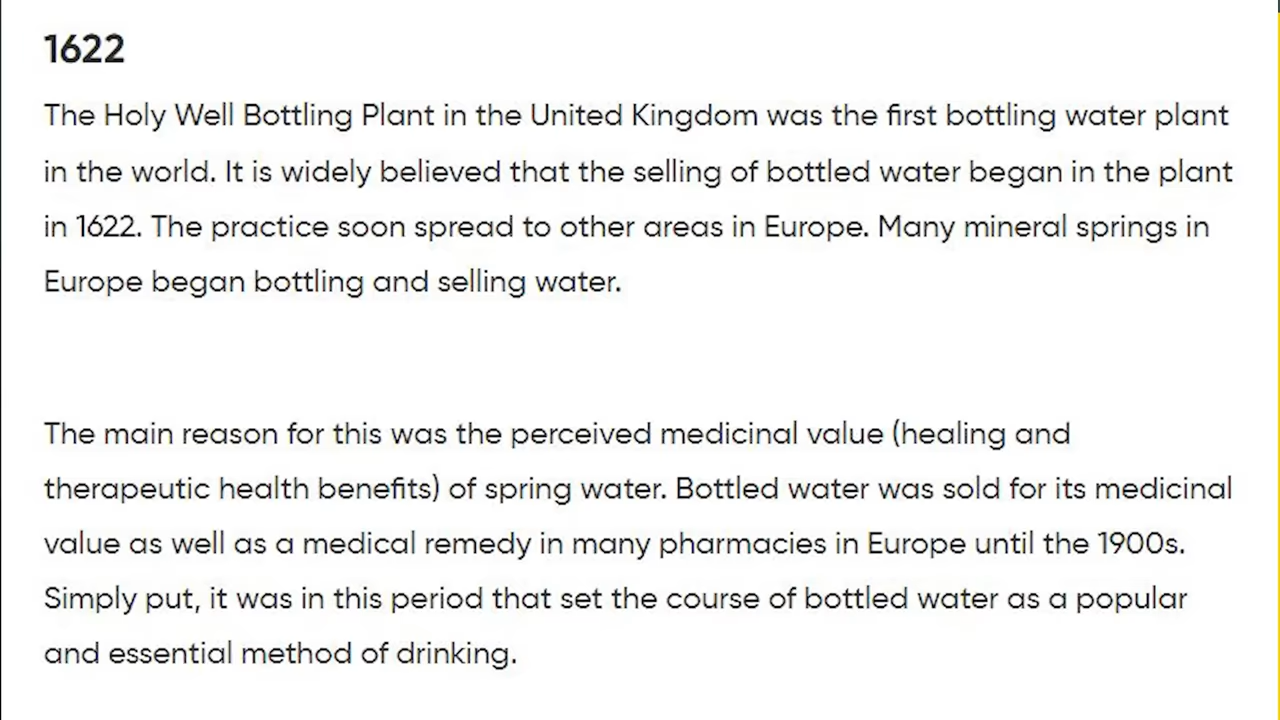 1622
The Holy Well Bottling Plant in the United Kingdom was the first bottling water plant
in the world. It is widely believed that the selling of bottled water began in the plant
in 1622. The practice soon spread to other areas in Europe. Many mineral springs in
Europe began bottling and selling water.
The main reason for this was the perceived medicinal value (healing and
therapeutic health benefits) of spring water. Bottled water was sold for its medicinal
value as well as a medical remedy in many pharmacies in Europe until the 1900s.
Simply put, it was in this period that set the course of bottled water as a popular
and essential method of drinking.